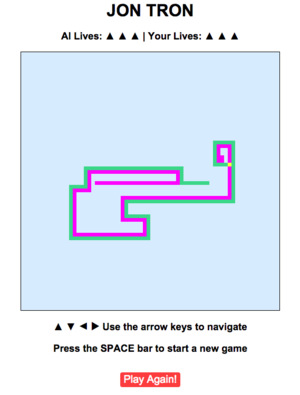 JON TRON
AI Lives: ▲ ▲ ▲ | Your Lives: ▲ ▲ ▲
▲ ▼ ◀ ▶ Use the arrow keys to navigate
Press the SPACE bar to start a new game
Play Again!